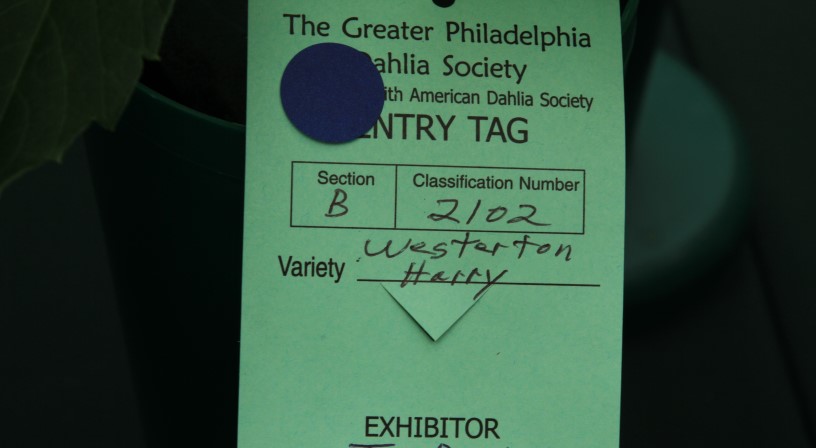 The Greater Philadelphia
ahlia Society
ith American Dahlia Society
ENTRY TAG
Section
Classification Number
B
2102
Westerton
Variety Harry
EXHIBITOR